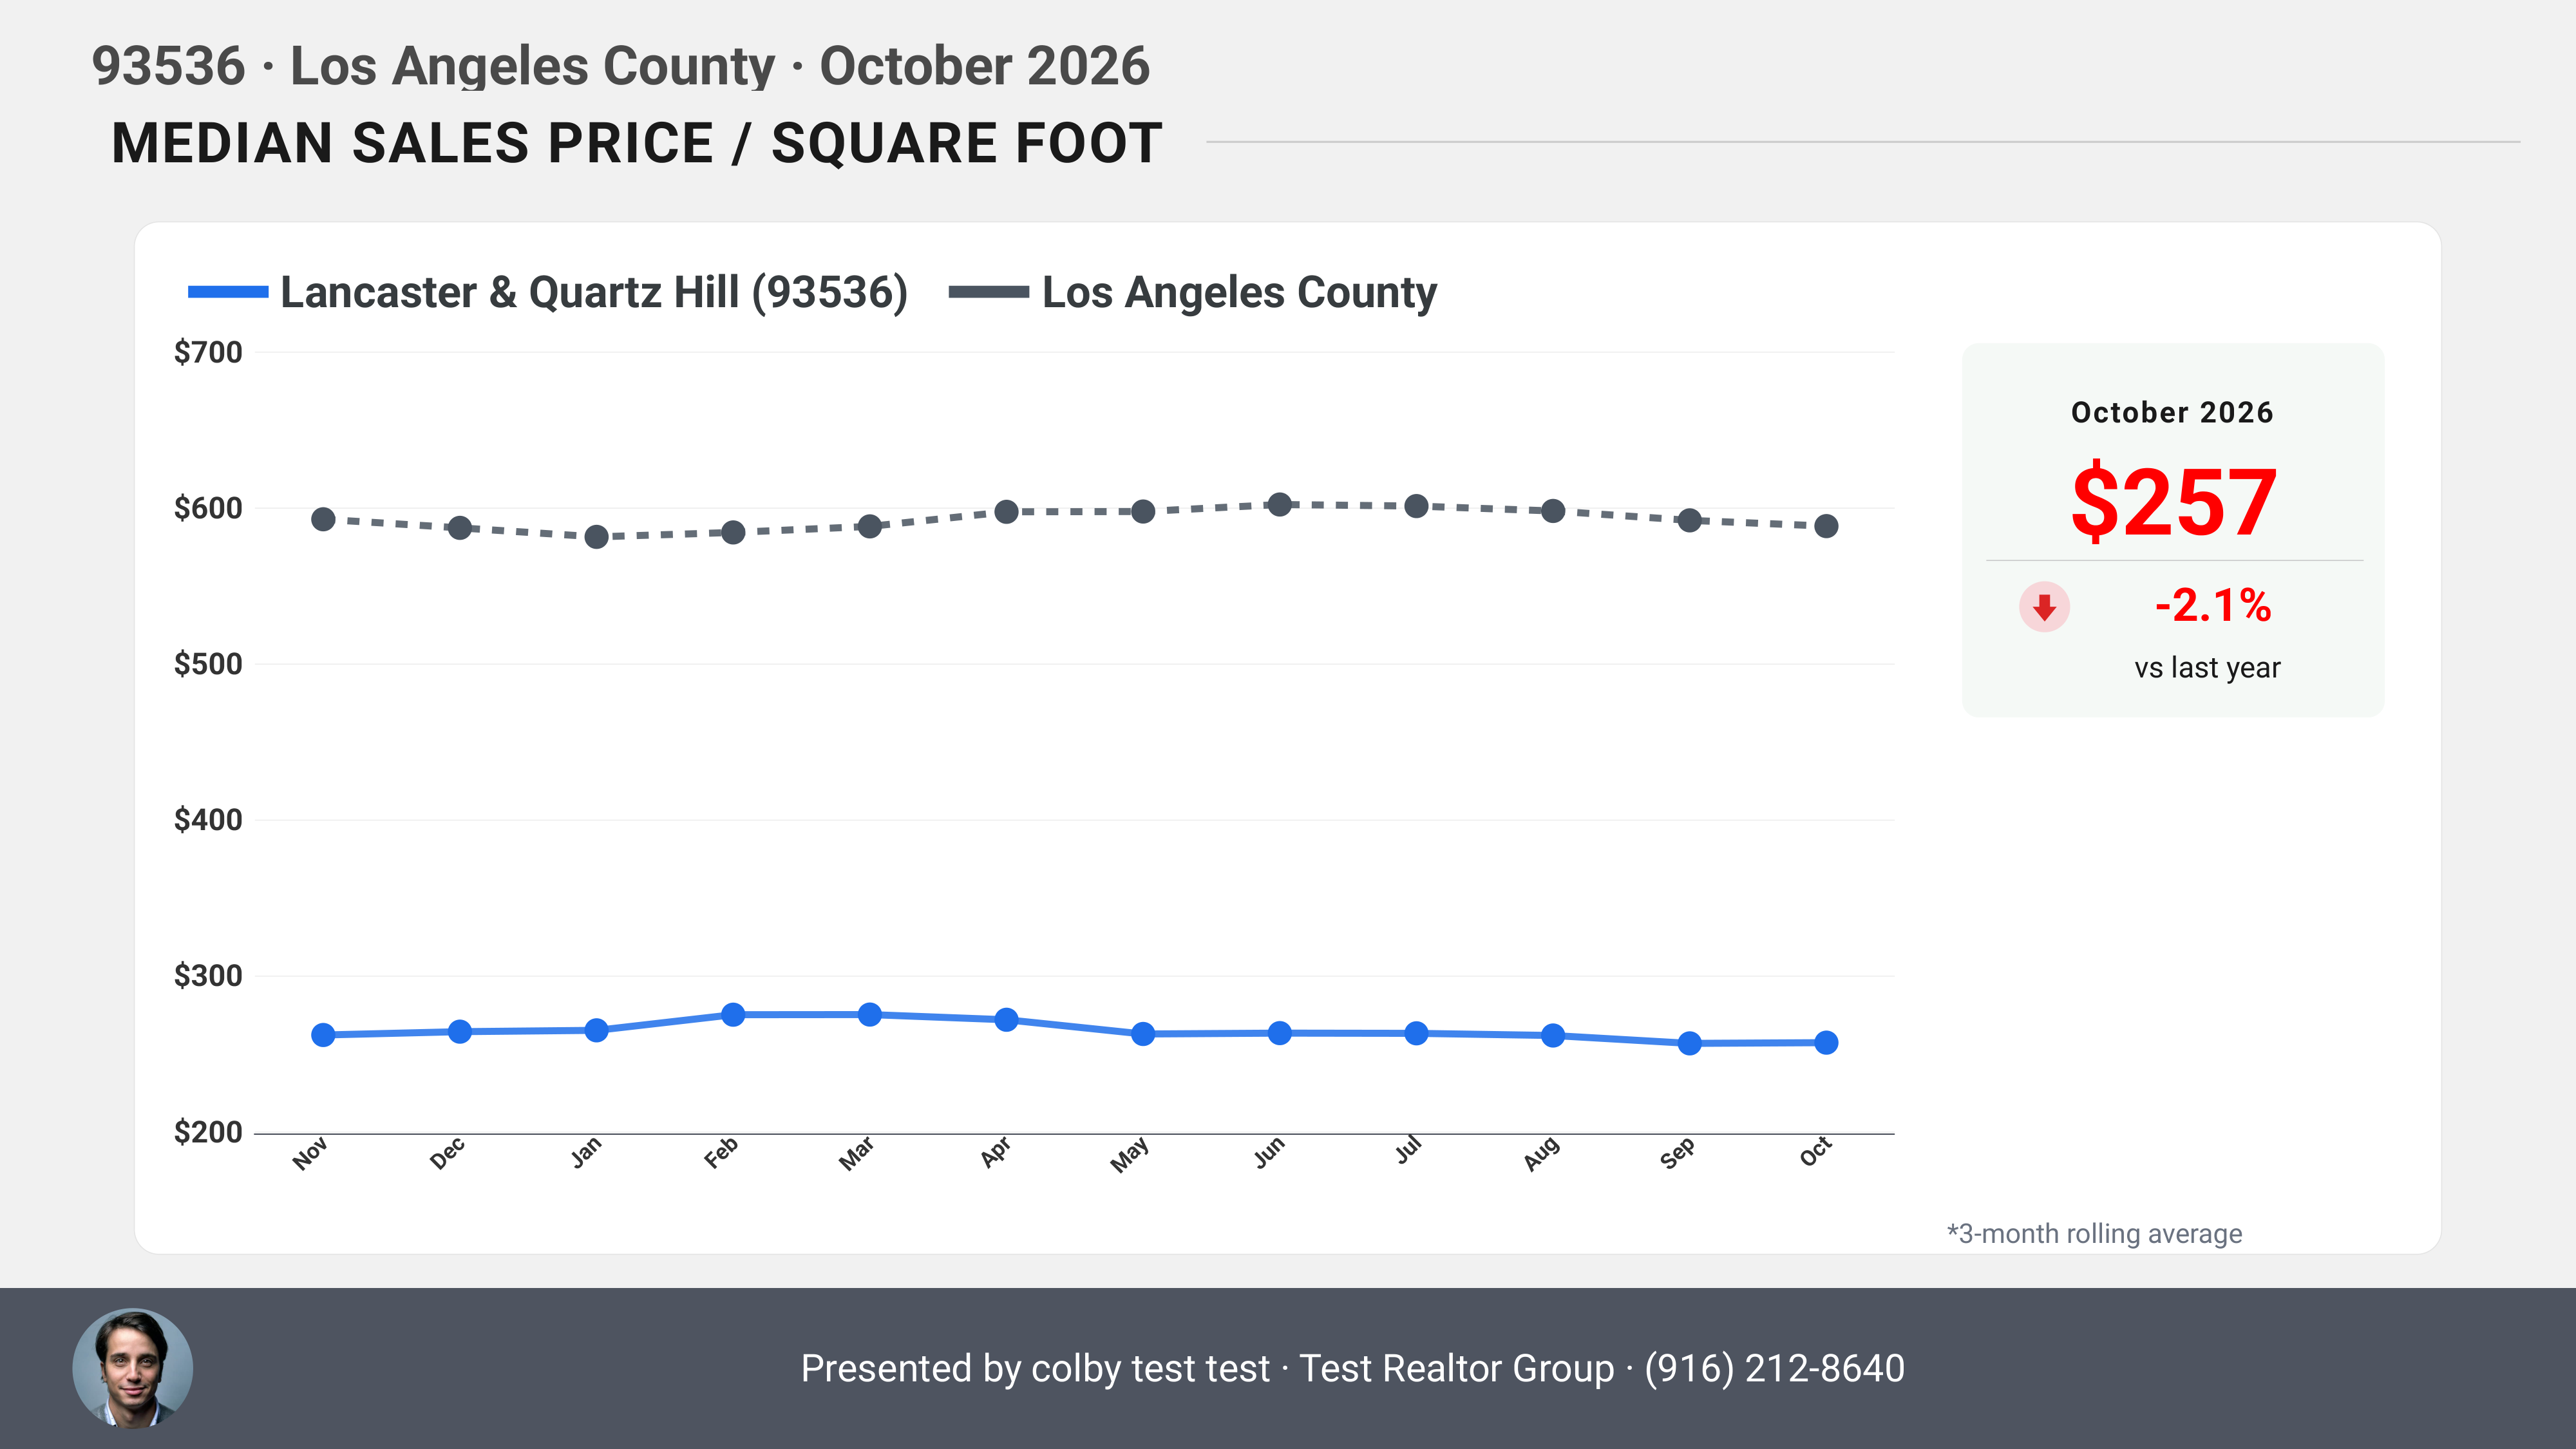 93536 · Los Angeles County · October 2026
MEDIAN SALES PRICE / SQUARE FOOT
Lancaster & Quartz Hill (93536) Los Angeles County
$700
$600
$500
$400
$300
$200
Nov Dec Jan Feb Mar Apr May Jun Jul Aug Sep Oct
October 2026
$257
-2.1%
vs last year
*3-month rolling average
Presented by colby test test · Test Realtor Group · (916) 212-8640